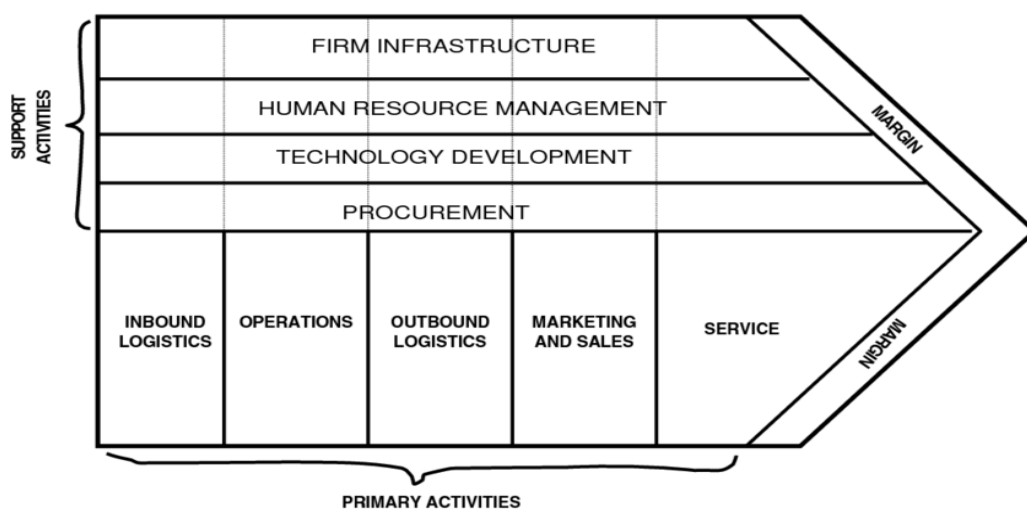 SUPPORT
ACTIVITIES
FIRM INFRASTRUCTURE
HUMAN RESOURCE MANAGEMENT
TECHNOLOGY DEVELOPMENT
PROCUREMENT
MARGIN
INBOUND
LOGISTICS
OPERATIONS
OUTBOUND
LOGISTICS
MARKETING
AND SALES
SERVICE
MARGIN
PRIMARY ACTIVITIES